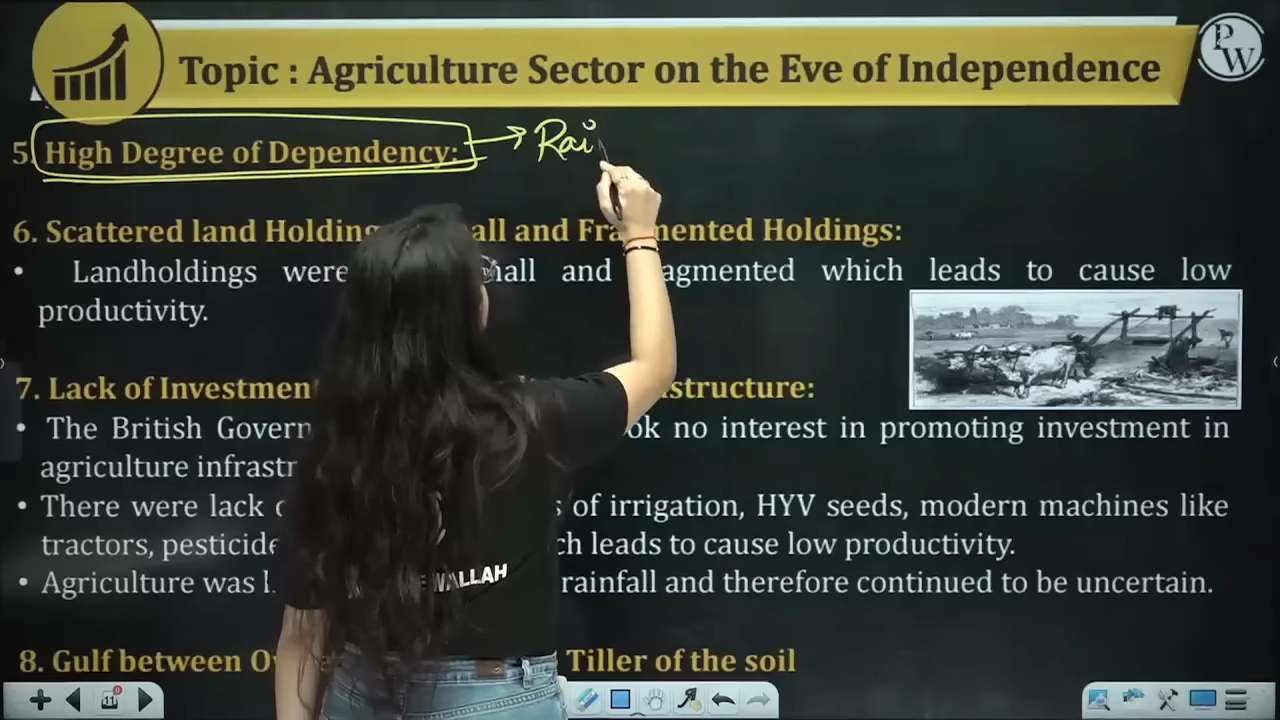 Topic : Agriculture Sector on the Eve of Independence
PW
5. High Degree of Dependency: → Rai
6. Scattered land Holding all and Fra mented Holdings:
• Landholdings were all and agmented which leads to cause low
productivity.
7. Lack of Investmen structure:
• The British Govern ok no interest in promoting investment in
agriculture infrastr
• There were lack of irrigation, HYV seeds, modern machines like
tractors, pesticide ch leads to cause low productivity.
• Agriculture was rainfall and therefore continued to be uncertain.
WALLAH
8. Gulf between Tiller of the soil
11